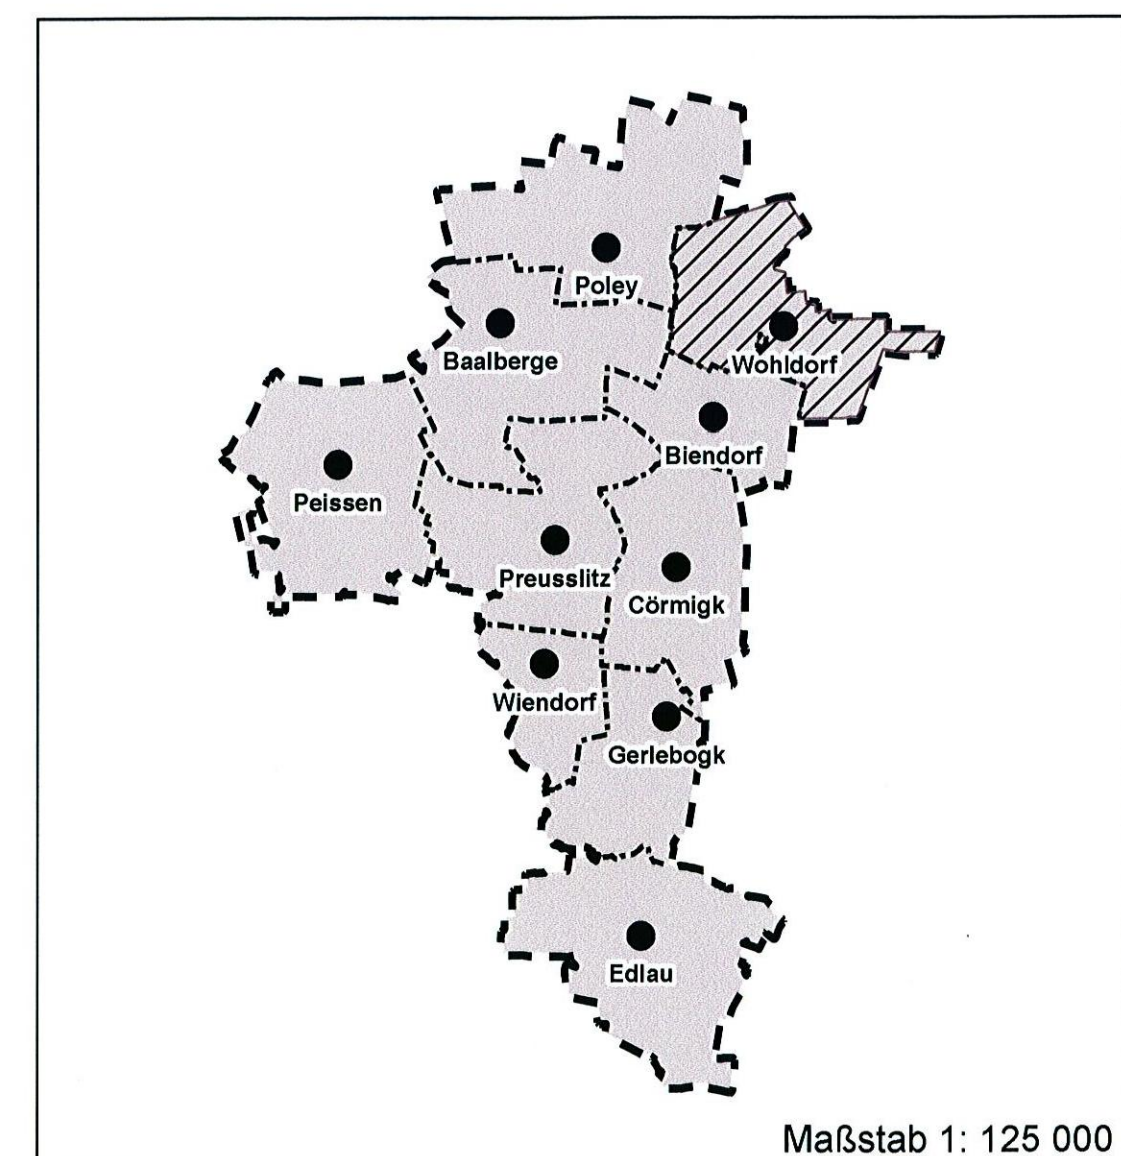 Poley
Baalberge
Wohldorf
Biendorf
Peissen
Preusslitz
Cörmigk
Wiendorf
Gerlebogk
Edlau
Maßstab 1: 125 000